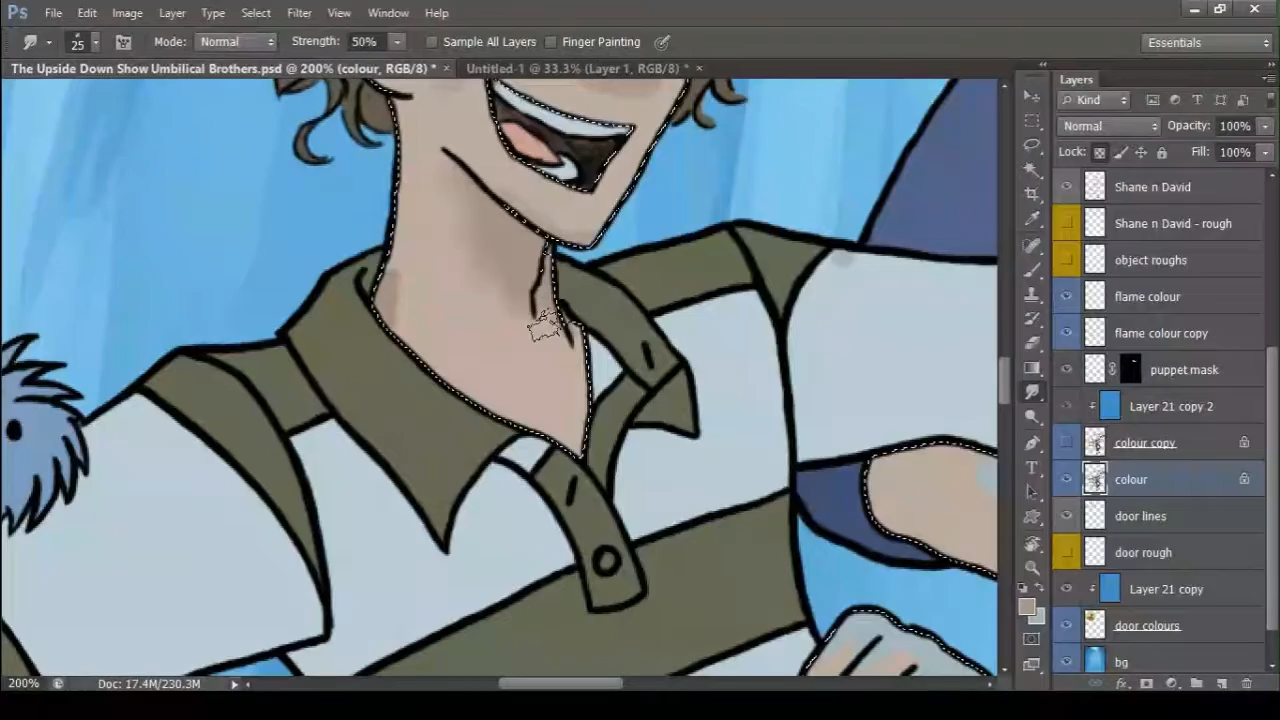 Ps File Edit Image Layer Type Select Filter View Window Help
25 Mode: Normal Strength: 50% Sample All Layers Finger Painting Essentials
The Upside Down Show Umbilical Brothers.psd @ 200% (colour, RGB/8) * × Untitled-1 @ 33.3% (Layer 1, RGB/8) * ×
Layers
Kind
Normal Opacity: 100%
Lock: Fill: 100%
Shane n David
Shane n David - rough
object roughs
flame colour
flame colour copy
puppet mask
Layer 21 copy 2
colour copy
colour
door lines
door rough
Layer 21 copy
door colours
bg
200% Doc: 17.4M/230.3M